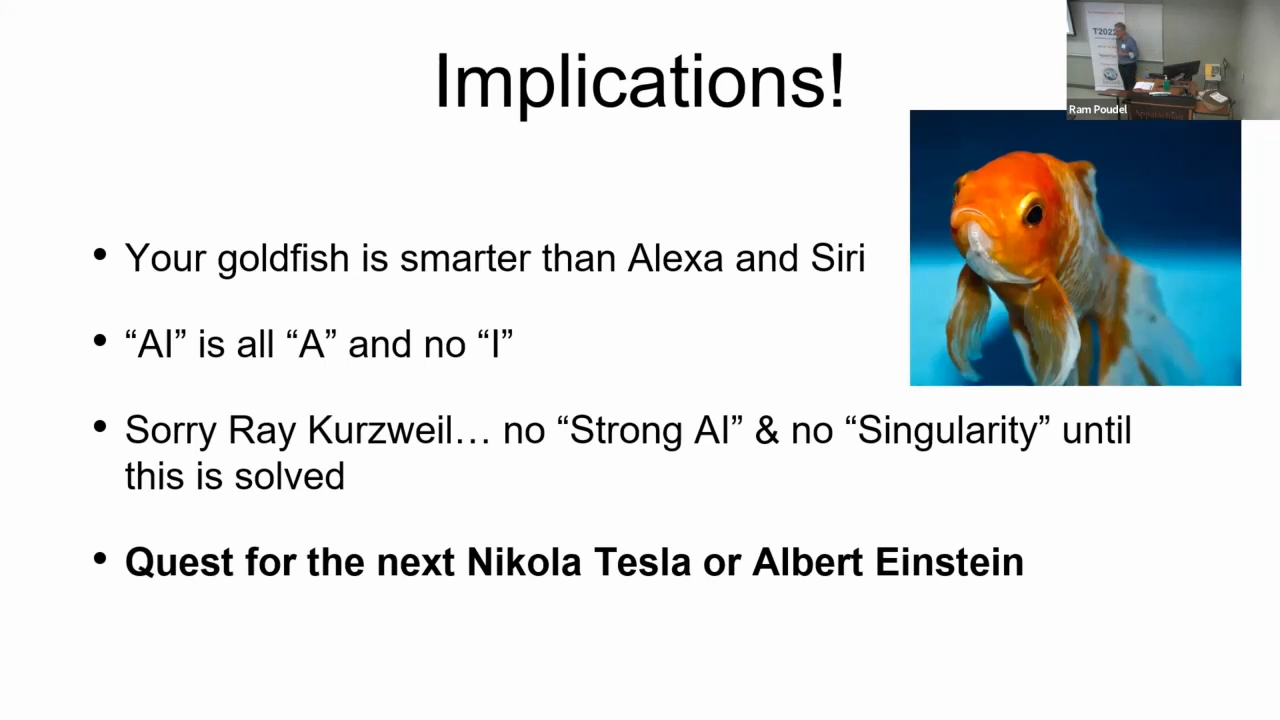 Implications!
T2022
Ram Poudel
• Your goldfish is smarter than Alexa and Siri
• “AI” is all “A” and no “I”
• Sorry Ray Kurzweil… no “Strong AI” & no “Singularity” until
this is solved
• Quest for the next Nikola Tesla or Albert Einstein